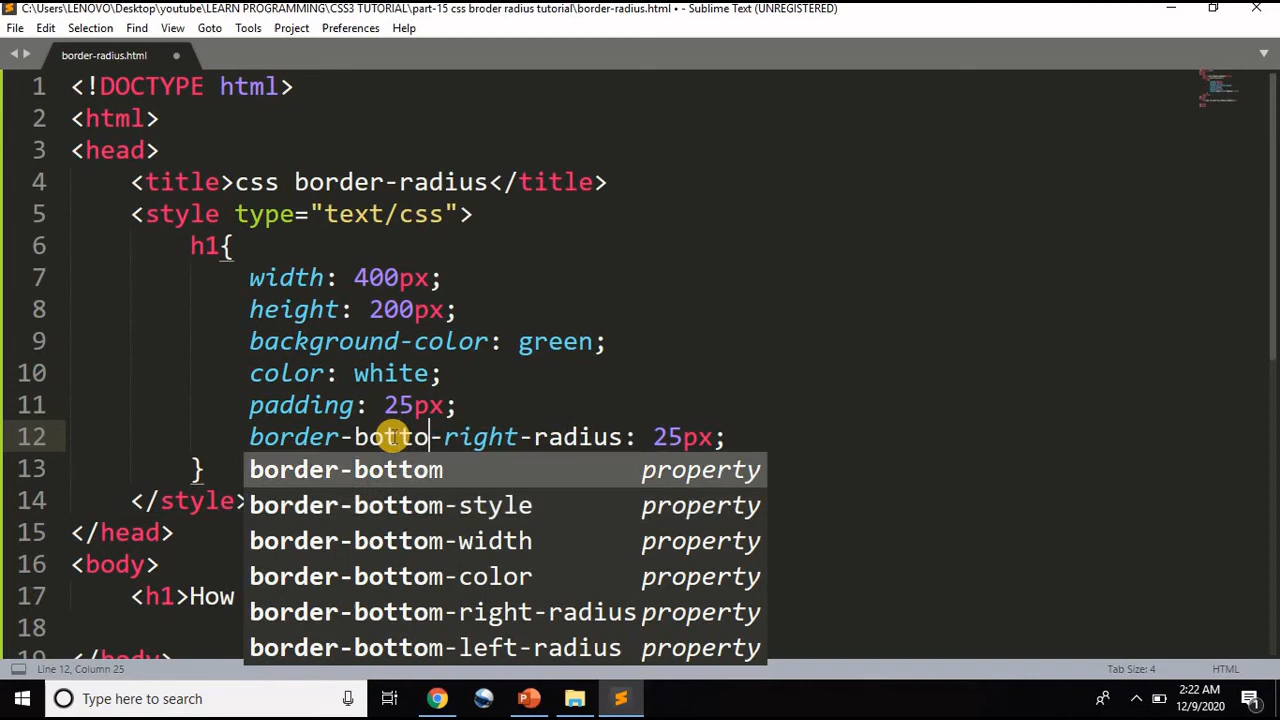 C:\Users\LENOVO\Desktop\youtube\LEARN PROGRAMMING\CSS3 TUTORIAL\part-15 css broder radius tutorial\border-radius.html • - Sublime Text (UNREGISTERED)
File Edit Selection Find View Goto Tools Project Preferences Help
border-radius.html
1 <!DOCTYPE html>
2 <html>
3 <head>
4 <title>css border-radius</title>
5 <style type="text/css">
6 h1{
7 width: 400px;
8 height: 200px;
9 background-color: green;
10 color: white;
11 padding: 25px;
12 border-botto-right-radius: 25px;
13 }
border-bottom property
14 </style>
border-bottom-style property
15 </head>
border-bottom-width property
16 <body>
border-bottom-color property
17 <h1>How
border-bottom-right-radius property
18
border-bottom-left-radius property
</body>
Line 12, Column 25 Tab Size: 4 HTML
Type here to search
2:22 AM
12/9/2020